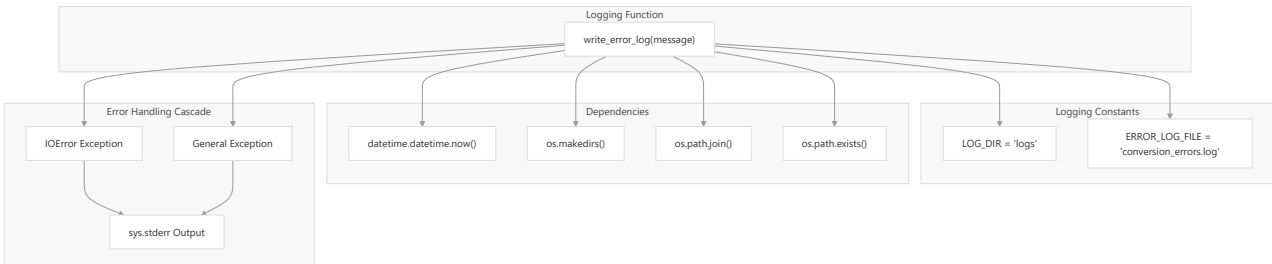 Logging Function
write_error_log(message)
Error Handling Cascade
IOError Exception
General Exception
sys.stderr Output
Dependencies
datetime.datetime.now()
os.makedirs()
os.path.join()
os.path.exists()
Logging Constants
LOG_DIR = 'logs'
ERROR_LOG_FILE =
'conversion_errors.log'